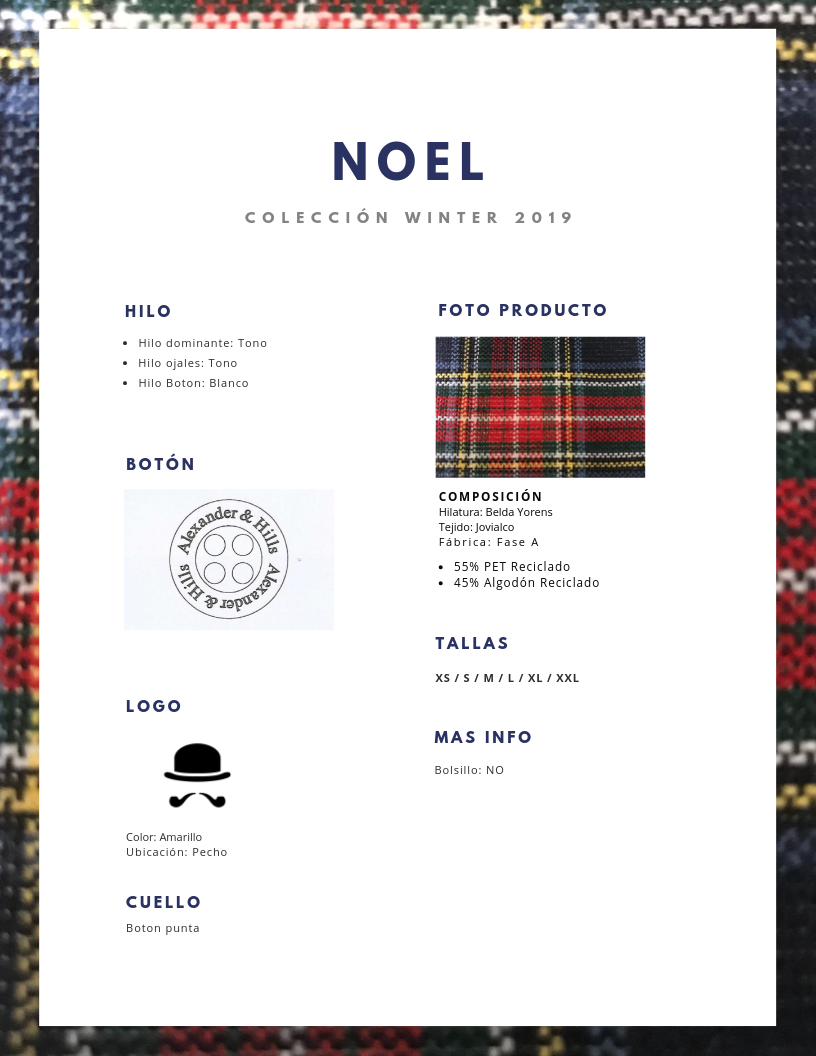 NOEL
COLECCIÓN WINTER 2019
HILO
Hilo dominante: Tono
Hilo ojales: Tono
Hilo Boton: Blanco
BOTÓN
Alexander & Hills
Alexander & Hills
LOGO
Color: Amarillo
Ubicación: Pecho
CUELLO
Boton punta
FOTO PRODUCTO
COMPOSICIÓN
Hilatura: Belda Yorens
Tejido: Jovialco
Fábrica: Fase A
55% PET Reciclado
45% Algodón Reciclado
TALLAS
XS / S / M / L / XL / XXL
MAS INFO
Bolsillo: NO